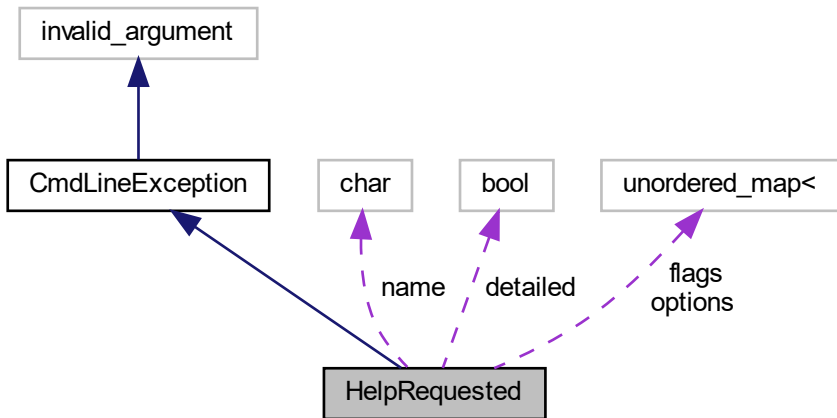 invalid_argument
CmdLineException
char
bool
unordered_map<
name
detailed
flags
options
HelpRequested